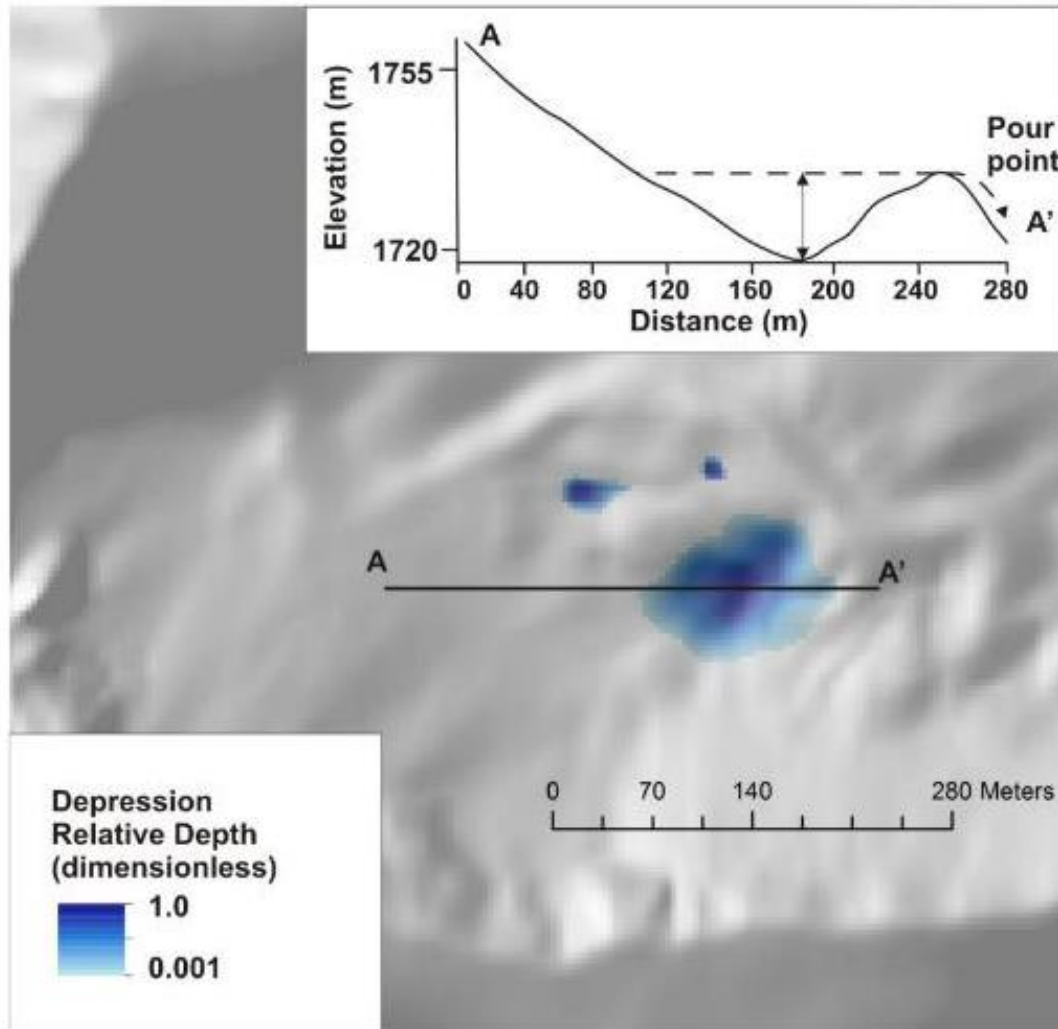 A
1755
Elevation (m)
Pour
point
A'
1720
0 40 80 120 160 200 240 280
Distance (m)
A A'
0 70 140 280 Meters
Depression
Relative Depth
(dimensionless)
1.0
0.001